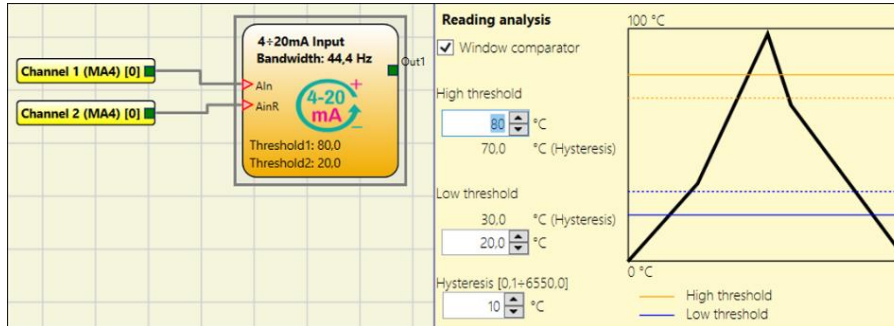 4÷20mA Input
Bandwidth: 44,4 Hz
Out1
Channel 1 (MA4) [0]
Channel 2 (MA4) [0]
AIn
AinR
4-20
mA
+
−
Threshold1: 80,0
Threshold2: 20,0
Reading analysis
Window comparator
High threshold
80 °C
70,0 °C (Hysteresis)
Low threshold
30,0 °C (Hysteresis)
20,0 °C
Hysteresis [0,1÷6550,0]
10 °C
100 °C
0 °C
High threshold
Low threshold